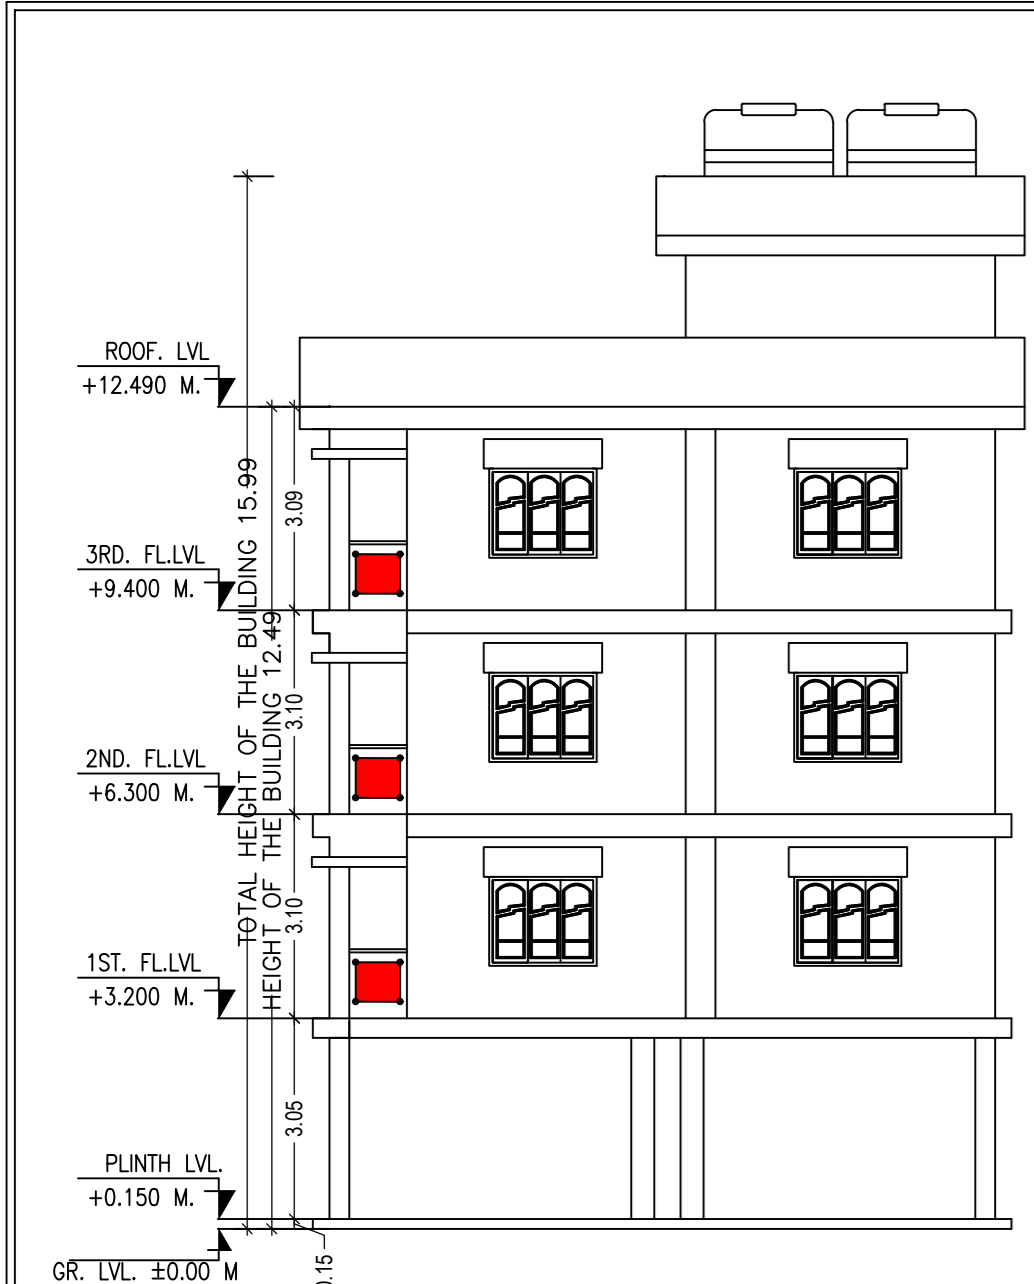 ROOF. LVL
+12.490 M.
3.09
3RD. FL.LVL
+9.400 M.
TOTAL HEIGHT OF THE BUILDING 15.99
HEIGHT OF THE BUILDING 12.49
3.10
2ND. FL.LVL
+6.300 M.
3.10
1ST. FL.LVL
+3.200 M.
3.05
PLINTH LVL.
+0.150 M.
0.15
GR. LVL. ±0.00 M